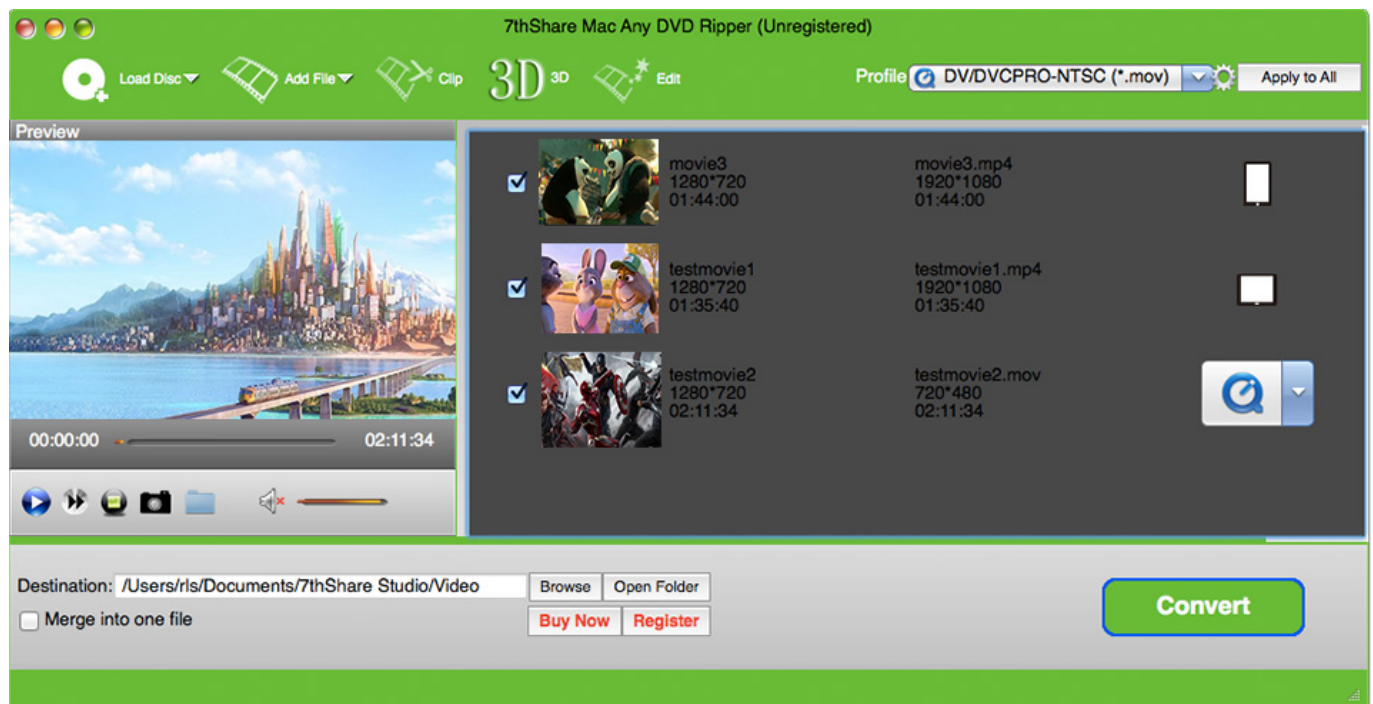 7thShare Mac Any DVD Ripper (Unregistered)
Load Disc
Add File
Clip
3D 3D
Edit
Profile DV/DVCPRO-NTSC (*.mov)
Apply to All
Preview
movie3
1280*720
01:44:00
movie3.mp4
1920*1080
01:44:00
testmovie1
1280*720
01:35:40
testmovie1.mp4
1920*1080
01:35:40
testmovie2
1280*720
02:11:34
testmovie2.mov
720*480
02:11:34
00:00:00 02:11:34
Destination: /Users/rls/Documents/7thShare Studio/Video
Browse
Open Folder
Merge into one file
Buy Now
Register
Convert